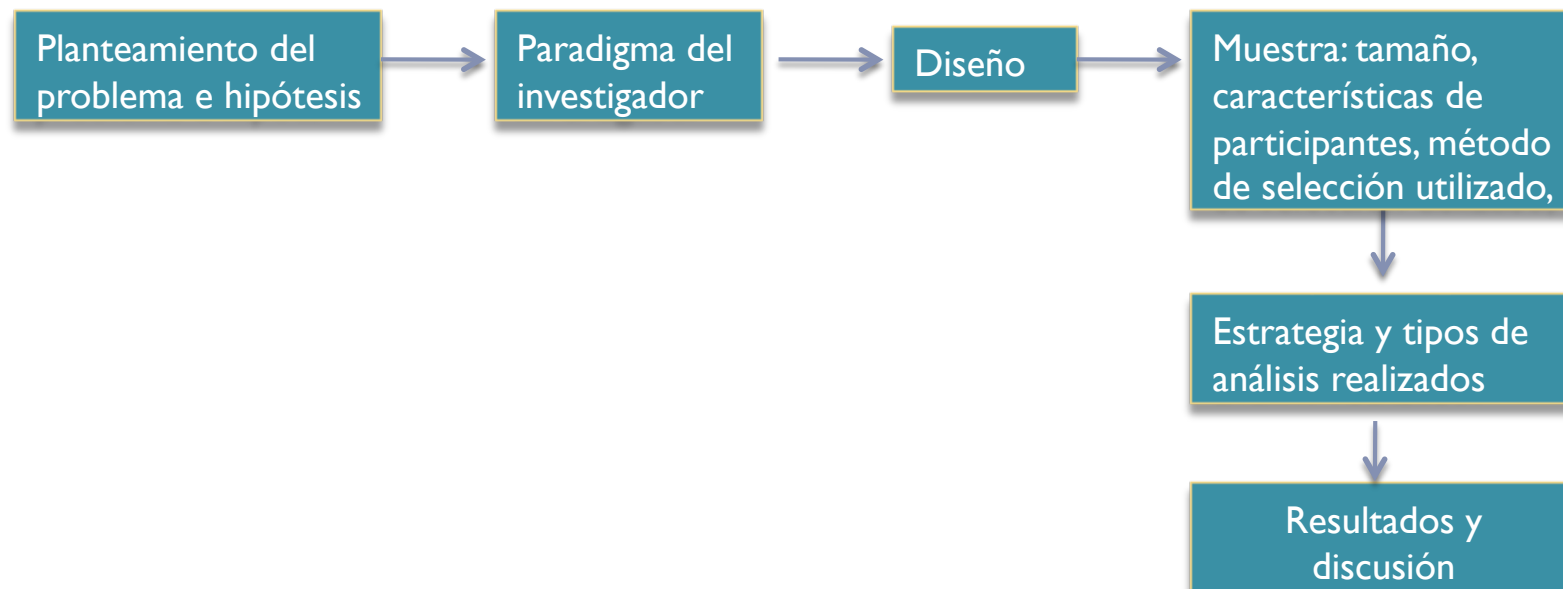 Planteamiento del
problema e hipótesis
Paradigma del
investigador
Diseño
Muestra: tamaño,
características de
participantes, método
de selección utilizado,
Estrategia y tipos de
análisis realizados
Resultados y
discusión